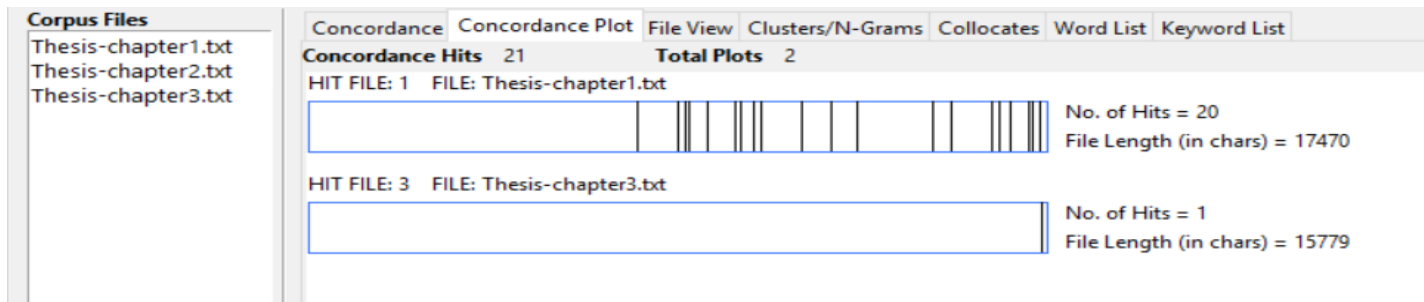 Corpus Files
Thesis-chapter1.txt
Thesis-chapter2.txt
Thesis-chapter3.txt
Concordance Concordance Plot File View Clusters/N-Grams Collocates Word List Keyword List
Concordance Hits 21 Total Plots 2
HIT FILE: 1 FILE: Thesis-chapter1.txt
No. of Hits = 20
File Length (in chars) = 17470
HIT FILE: 3 FILE: Thesis-chapter3.txt
No. of Hits = 1
File Length (in chars) = 15779